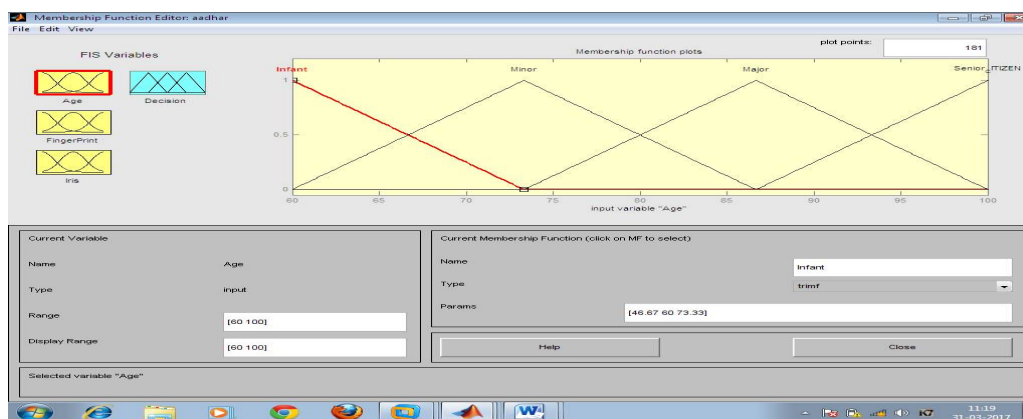 Membership Function Editor: aadhar
File Edit View
FIS Variables
Membership function plots
plot points:
181
Infant
Minor
Major
Senior_ITIZEN
Age
Decision
FingerPrint
Iris
1
0.5
0
60 65 70 75 80 85 90 95 100
input variable "Age"
Current Variable
Name Age
Type input
Range [60 100]
Display Range [60 100]
Current Membership Function (click on MF to select)
Name Infant
Type trimf
Params [46.67 60 73.33]
Help
Close
Selected variable "Age"
W
11:19
31-03-2017